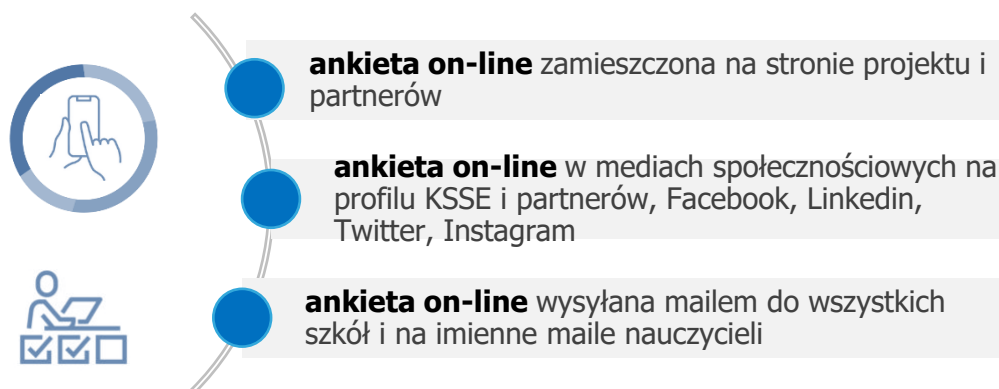 ankieta on-line zamieszczona na stronie projektu i
partnerów
ankieta on-line w mediach społecznościowych na
profilu KSSE i partnerów, Facebook, Linkedin,
Twitter, Instagram
ankieta on-line wysyłana mailem do wszystkich
szkół i na imienne maile nauczycieli